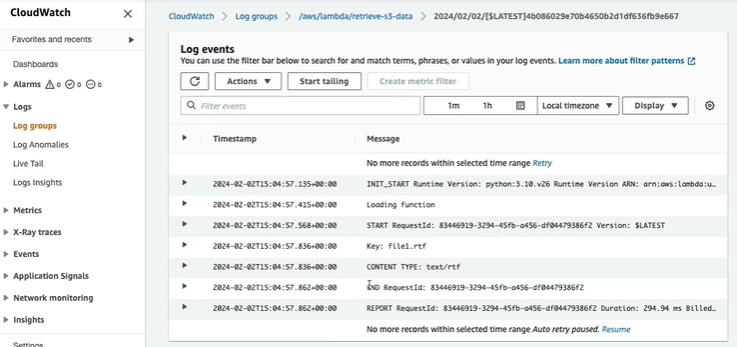 CloudWatch
CloudWatch > Log groups > /aws/lambda/retrieve-s3-data > 2024/02/02/[$LATEST]4b086029e70b4650b2d1df636fb9e667
Favorites and recents
Dashboards
Alarms 0 0 0
Logs
Log groups
Log Anomalies
Live Tail
Logs Insights
Metrics
X-Ray traces
Events
Application Signals
Network monitoring
Insights
Settings
Log events
You can use the filter bar below to search for and match terms, phrases, or values in your log events. Learn more about filter patterns
Actions Start tailing Create metric filter
Filter events 1m 1h Local timezone Display
Timestamp Message
No more records within selected time range Retry
2024-02-02T15:04:57.135+00:00 INIT_START Runtime Version: python:3.10.v26 Runtime Version ARN: arn:aws:lambda:u…
2024-02-02T15:04:57.415+00:00 Loading function
2024-02-02T15:04:57.568+00:00 START RequestId: 83446919-3294-45fb-a456-df04479386f2 Version: $LATEST
2024-02-02T15:04:57.836+00:00 Key: file1.rtf
2024-02-02T15:04:57.836+00:00 CONTENT TYPE: text/rtf
2024-02-02T15:04:57.862+00:00 END RequestId: 83446919-3294-45fb-a456-df04479386f2
2024-02-02T15:04:57.862+00:00 REPORT RequestId: 83446919-3294-45fb-a456-df04479386f2 Duration: 294.94 ms Billed…
No more records within selected time range Auto retry paused. Resume